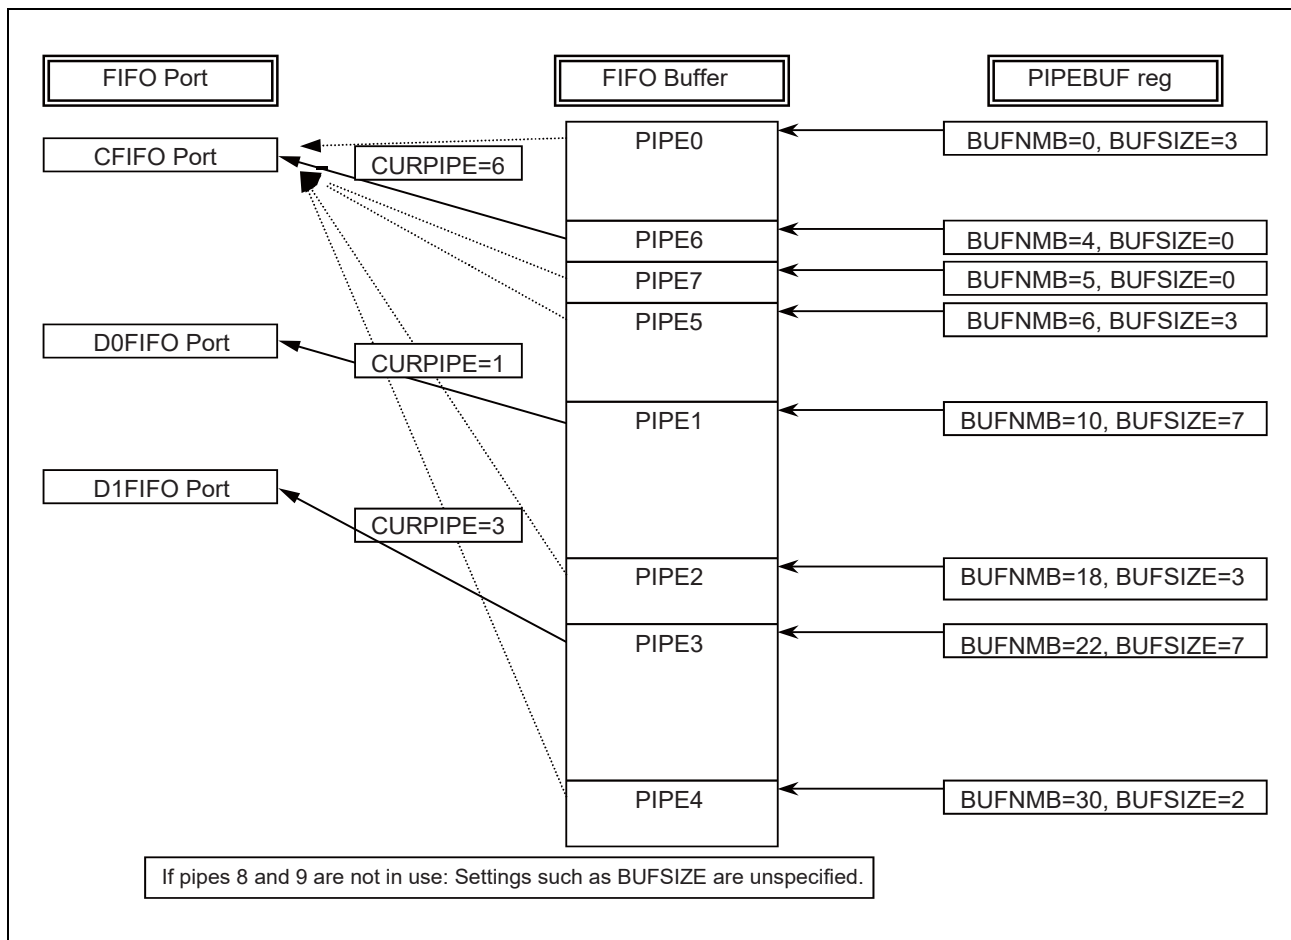 FIFO Port
FIFO Buffer
PIPEBUF reg
CFIFO Port
CURPIPE=6
PIPE0
BUFNMB=0, BUFSIZE=3
PIPE6
BUFNMB=4, BUFSIZE=0
PIPE7
BUFNMB=5, BUFSIZE=0
PIPE5
BUFNMB=6, BUFSIZE=3
D0FIFO Port
CURPIPE=1
PIPE1
BUFNMB=10, BUFSIZE=7
D1FIFO Port
CURPIPE=3
PIPE2
BUFNMB=18, BUFSIZE=3
PIPE3
BUFNMB=22, BUFSIZE=7
PIPE4
BUFNMB=30, BUFSIZE=2
If pipes 8 and 9 are not in use: Settings such as BUFSIZE are unspecified.